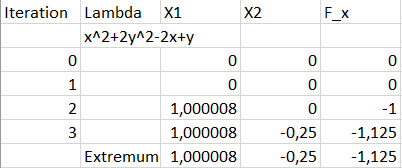 Iteration Lambda X1 X2 F_x
x^2+2y^2-2x+y
0 0 0 0
1 0 0 0
2 1,000008 0 -1
3 1,000008 -0,25 -1,125
Extremum 1,000008 -0,25 -1,125